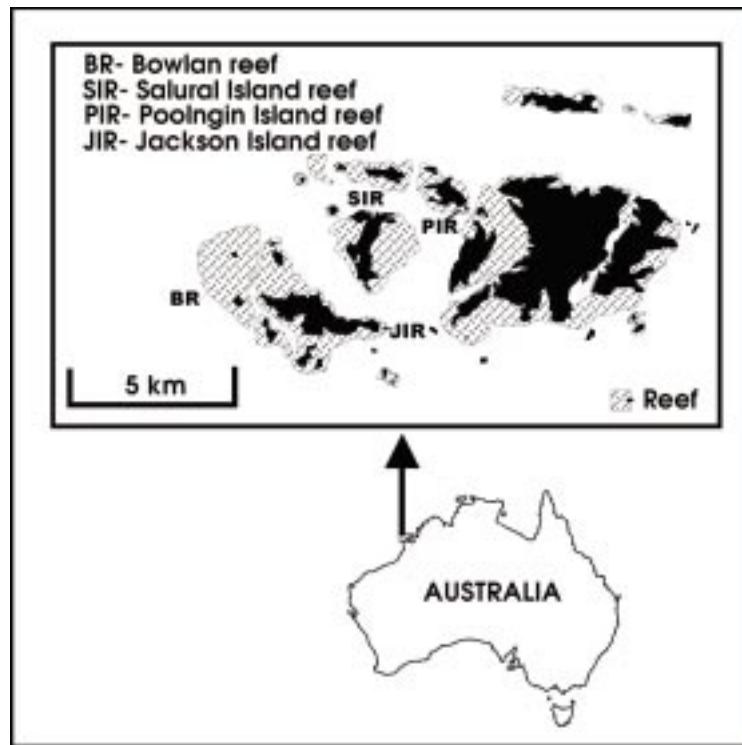 BR- Bowlan reef
SIR- Salural Island reef
PIR- Poolngin Island reef
JIR- Jackson Island reef
SIR
PIR
BR
JIR
5 km
Reef
AUSTRALIA